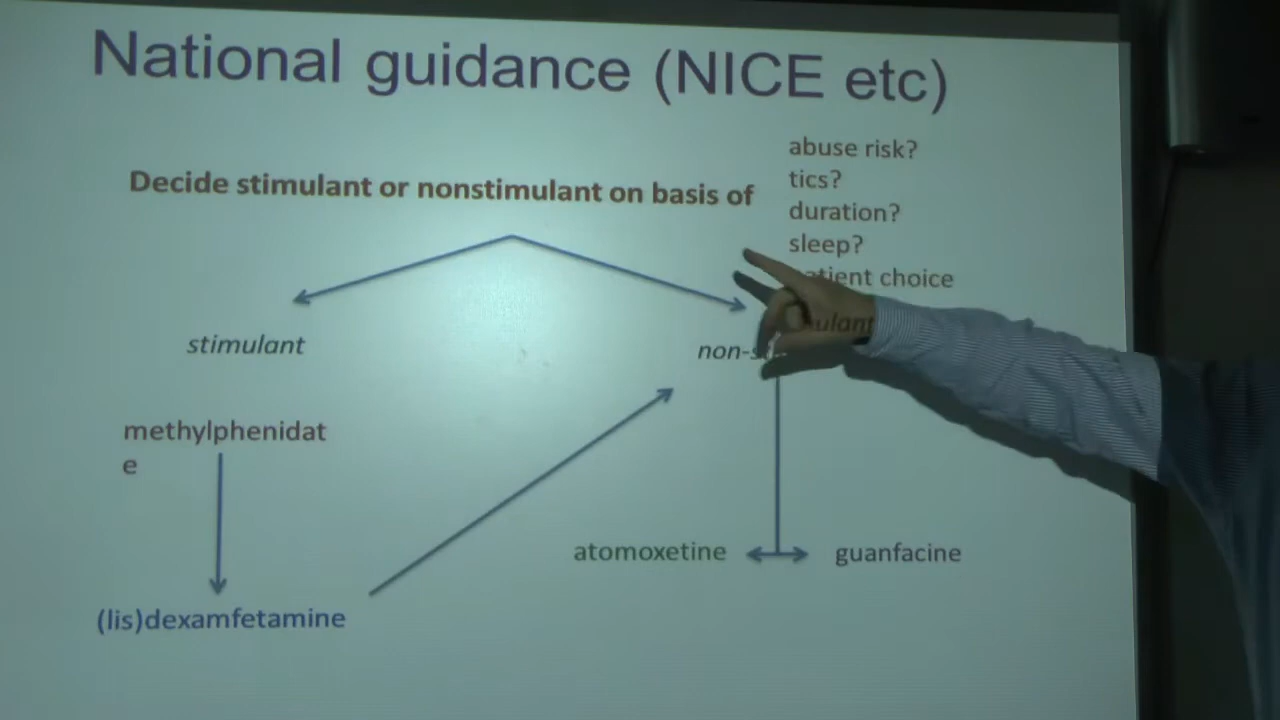 National guidance (NICE etc)
Decide stimulant or nonstimulant on basis of
abuse risk?
tics?
duration?
sleep?
choice
stimulant
methylphenidat
e
(lis)dexamfetamine
atomoxetine
guanfacine